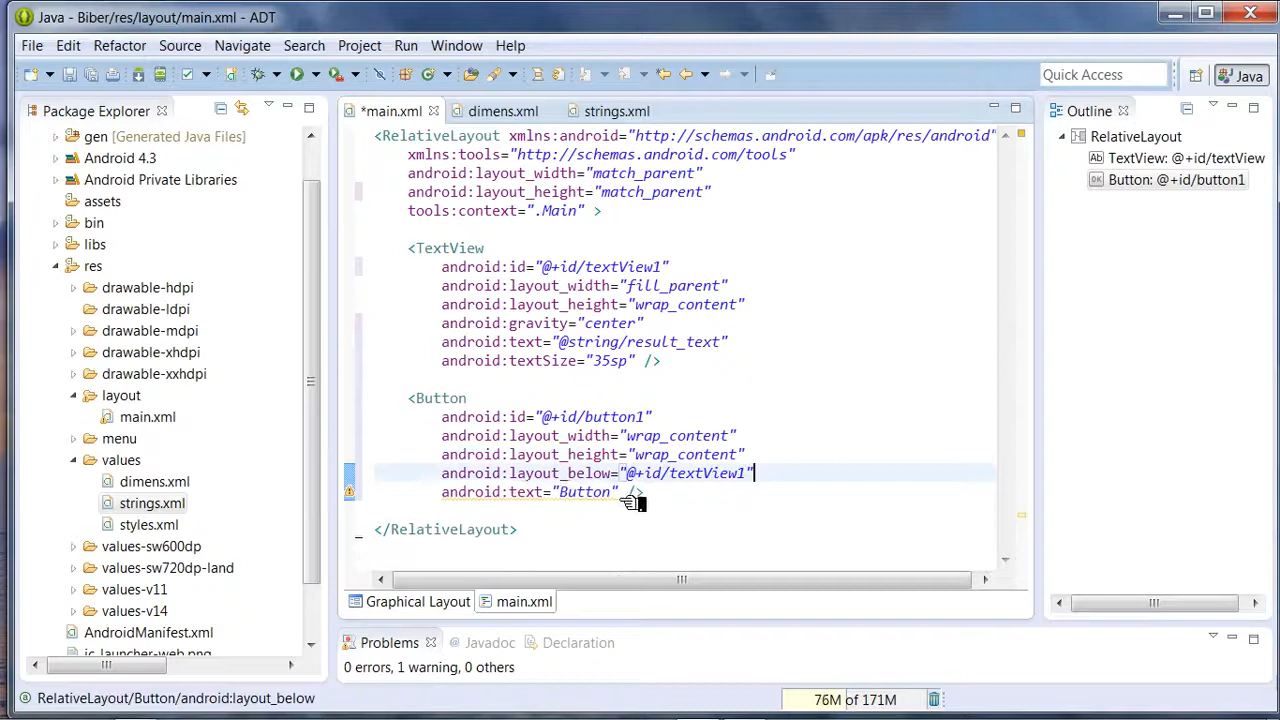 Java - Biber/res/layout/main.xml - ADT
File Edit Refactor Source Navigate Search Project Run Window Help
Quick Access
Java
Package Explorer
gen [Generated Java Files]
Android 4.3
Android Private Libraries
assets
bin
libs
res
drawable-hdpi
drawable-ldpi
drawable-mdpi
drawable-xhdpi
drawable-xxhdpi
layout
main.xml
menu
values
dimens.xml
strings.xml
styles.xml
values-sw600dp
values-sw720dp-land
values-v11
values-v14
AndroidManifest.xml
ic_launcher-web.png
*main.xml dimens.xml strings.xml
<RelativeLayout xmlns:android="http://schemas.android.com/apk/res/android"
xmlns:tools="http://schemas.android.com/tools"
android:layout_width="match_parent"
android:layout_height="match_parent"
tools:context=".Main" >
<TextView
android:id="@+id/textView1"
android:layout_width="fill_parent"
android:layout_height="wrap_content"
android:gravity="center"
android:text="@string/result_text"
android:textSize="35sp" />
<Button
android:id="@+id/button1"
android:layout_width="wrap_content"
android:layout_height="wrap_content"
android:layout_below="@+id/textView1"
android:text="Button" />
</RelativeLayout>
Graphical Layout main.xml
Outline
RelativeLayout
Ab TextView: @+id/textView
OK Button: @+id/button1
Problems @ Javadoc Declaration
0 errors, 1 warning, 0 others
RelativeLayout/Button/android:layout_below
76M of 171M